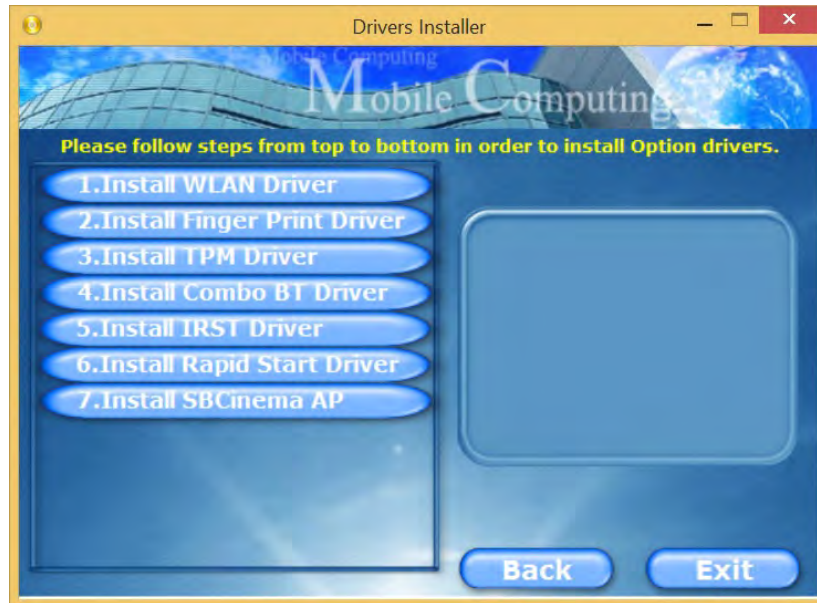 Drivers Installer
Mobile Computing
Mobile Computing
Please follow steps from top to bottom in order to install Option drivers.
1.Install WLAN Driver
2.Install Finger Print Driver
3.Install TPM Driver
4.Install Combo BT Driver
5.Install IRST Driver
6.Install Rapid Start Driver
7.Install SBCinema AP
Back Exit